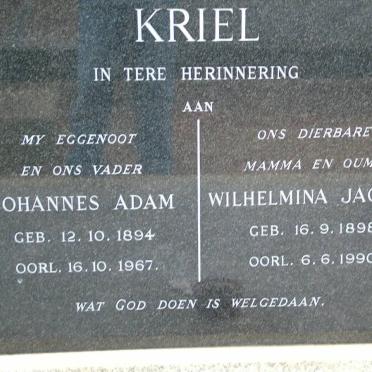 KRIEL
IN TERE HERINNERING
AAN
MY EGGENOOT
EN ONS VADER
OHANNES ADAM
GEB. 12.10.1894
OORL. 16.10.1967.
ONS DIERBARE
MAMMA EN OUM
WILHELMINA JAC
GEB. 16.9.1898
OORL. 6.6.1990
WAT GOD DOEN IS WELGEDAAN.